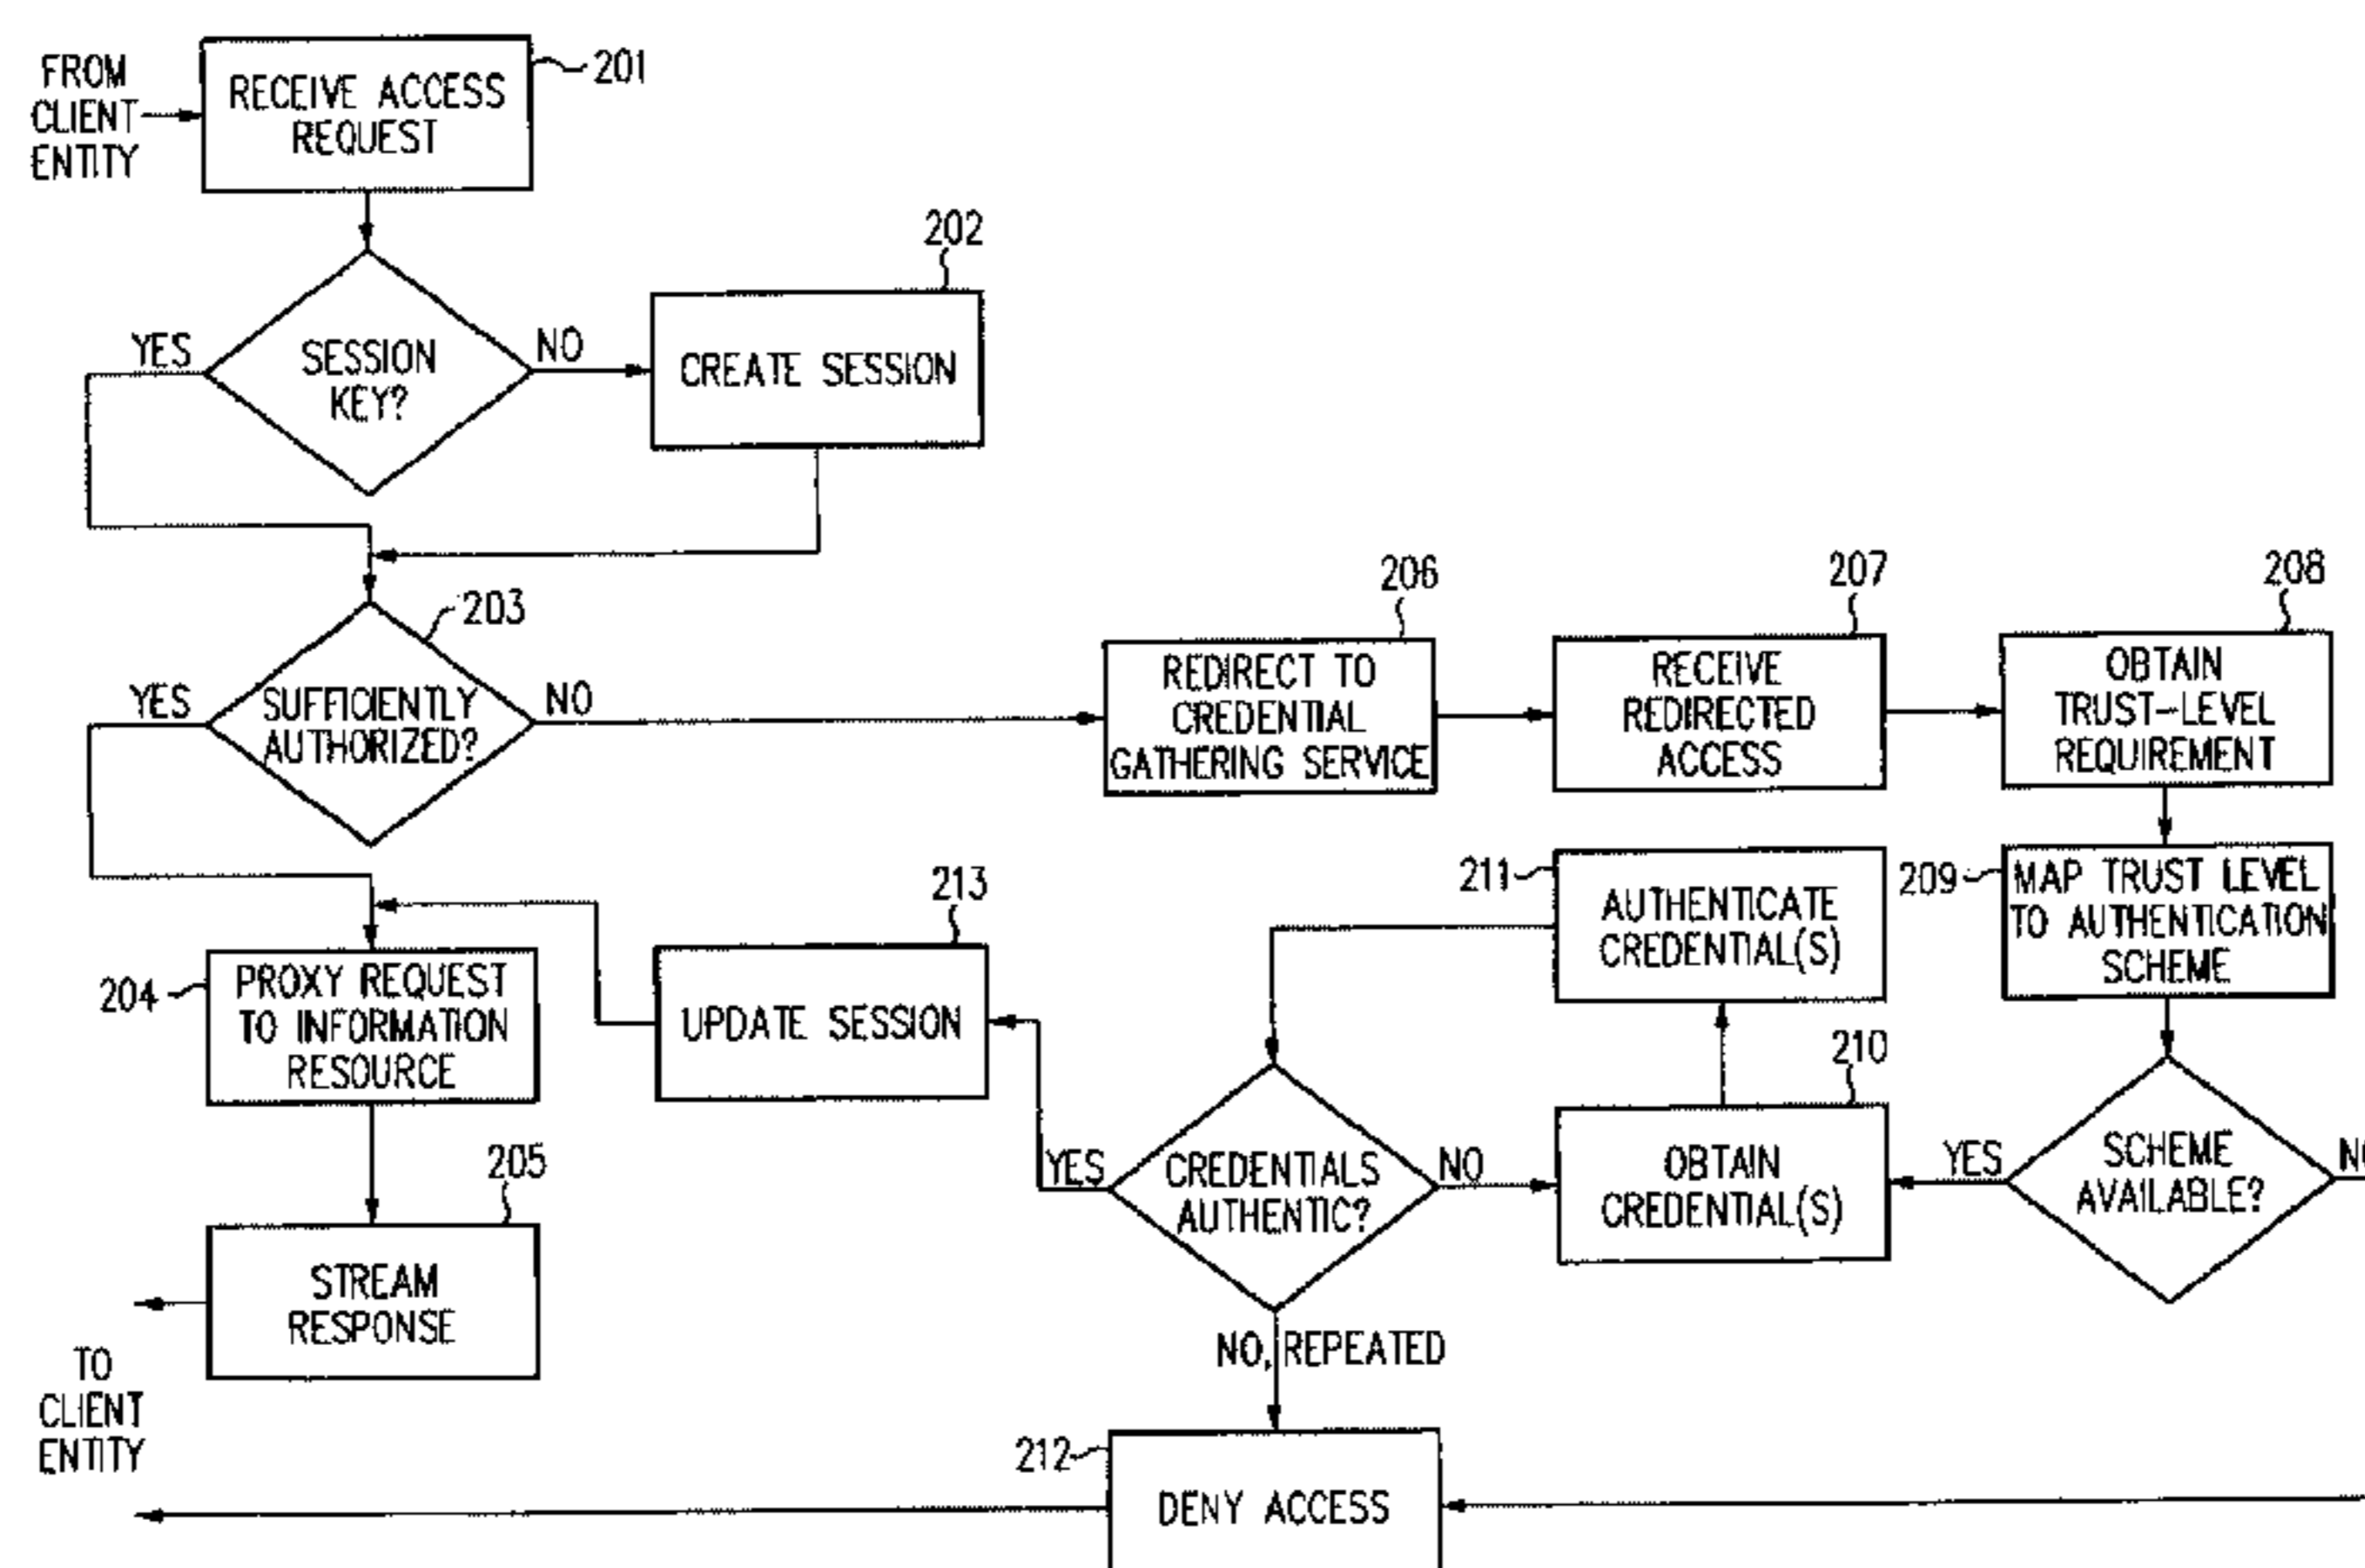 FROM
CLIENT
ENTITY
RECEIVE ACCESS
REQUEST
201
SESSION
KEY?
YES
NO
202
CREATE SESSION
203
SUFFICIENTLY
AUTHORIZED?
YES
NO
206
REDIRECT TO
CREDENTIAL
GATHERING SERVICE
207
RECEIVE
REDIRECTED
ACCESS
208
OBTAIN
TRUST-LEVEL
REQUIREMENT
209
MAP TRUST LEVEL
TO AUTHENTICATION
SCHEME
211
AUTHENTICATE
CREDENTIAL(S)
213
UPDATE SESSION
204
PROXY REQUEST
TO INFORMATION
RESOURCE
210
OBTAIN
CREDENTIAL(S)
YES
SCHEME
AVAILABLE?
NO
YES
CREDENTIALS
AUTHENTIC?
NO
NO, REPEATED
205
STREAM
RESPONSE
TO
CLIENT
ENTITY
212
DENY ACCESS